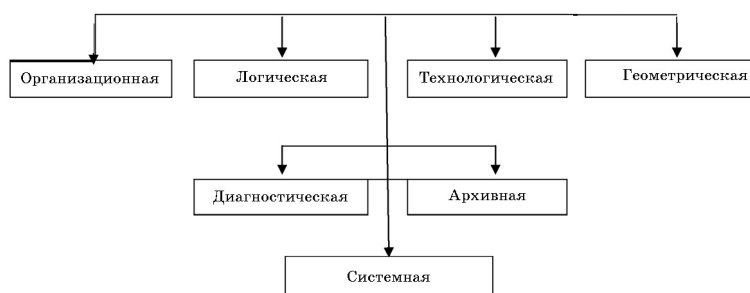 Организационная
Логическая
Технологическая
Геометрическая
Диагностическая
Архивная
Системная